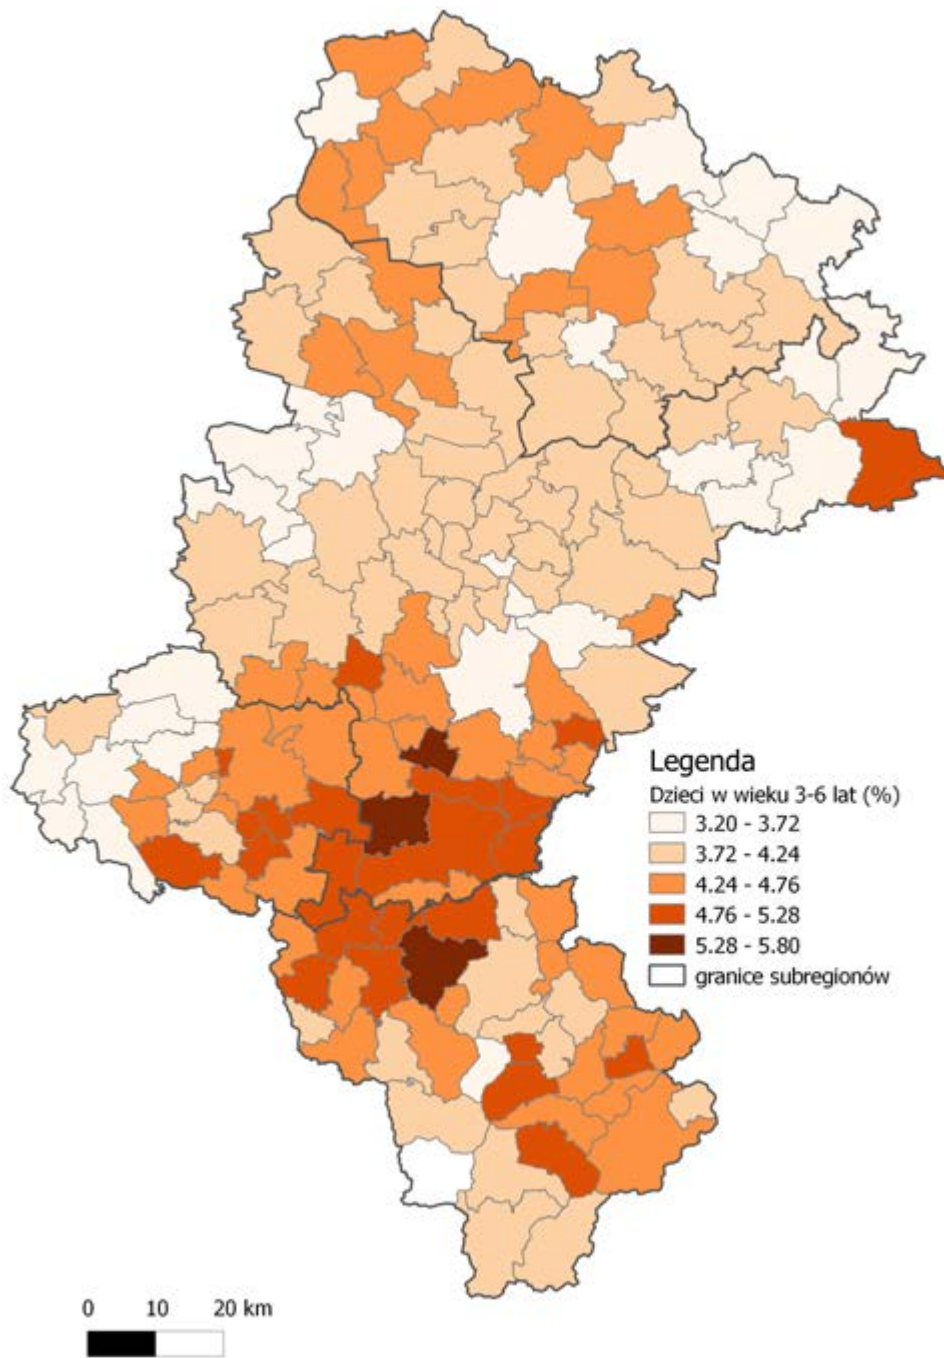 Legenda
Dzieci w wieku 3-6 lat (%)
3.20 - 3.72
3.72 - 4.24
4.24 - 4.76
4.76 - 5.28
5.28 - 5.80
granice subregionów
0 10 20 km